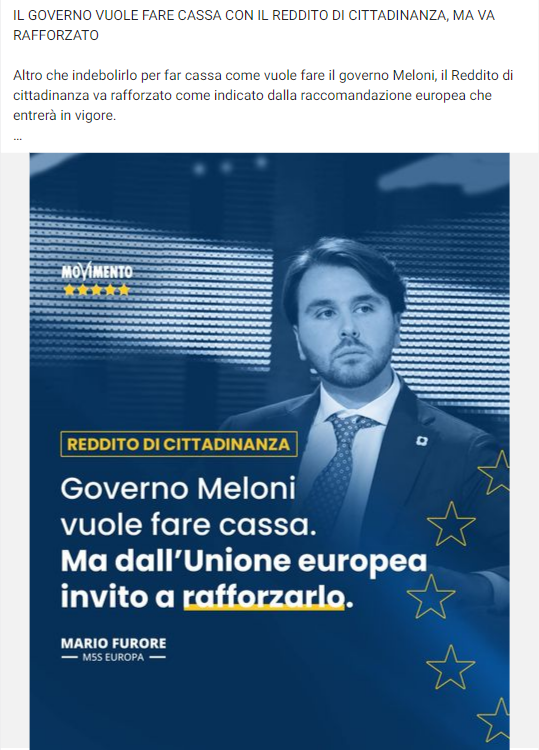 IL GOVERNO VUOLE FARE CASSA CON IL REDDITO DI CITTADINANZA, MA VA
RAFFORZATO
Altro che indebolirlo per far cassa come vuole fare il governo Meloni, il Reddito di
cittadinanza va rafforzato come indicato dalla raccomandazione europea che
entrerà in vigore.
...
MOVIMENTO
REDDITO DI CITTADINANZA
Governo Meloni
vuole fare cassa.
Ma dall'Unione europea
invito a rafforzarlo.
MARIO FURORE
M5S EUROPA